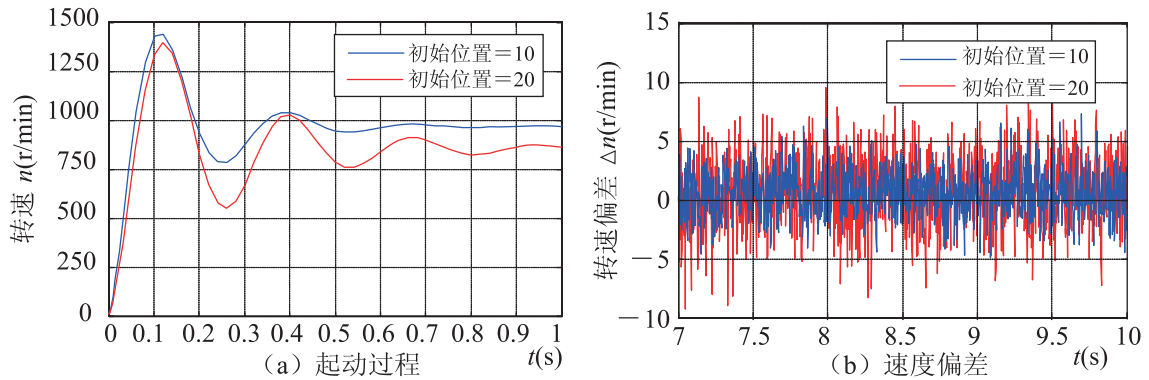 1500
1250
1000
750
500
250
0
转速 n(r/min)
初始位置＝10
初始位置＝20
0 0.1 0.2 0.3 0.4 0.5 0.6 0.7 0.8 0.9 1
t(s)
（a）起动过程
15
10
5
0
－5
－10
转速偏差 △n(r/min)
初始位置＝10
初始位置＝20
7 7.5 8 8.5 9 9.5 10
t(s)
（b）速度偏差